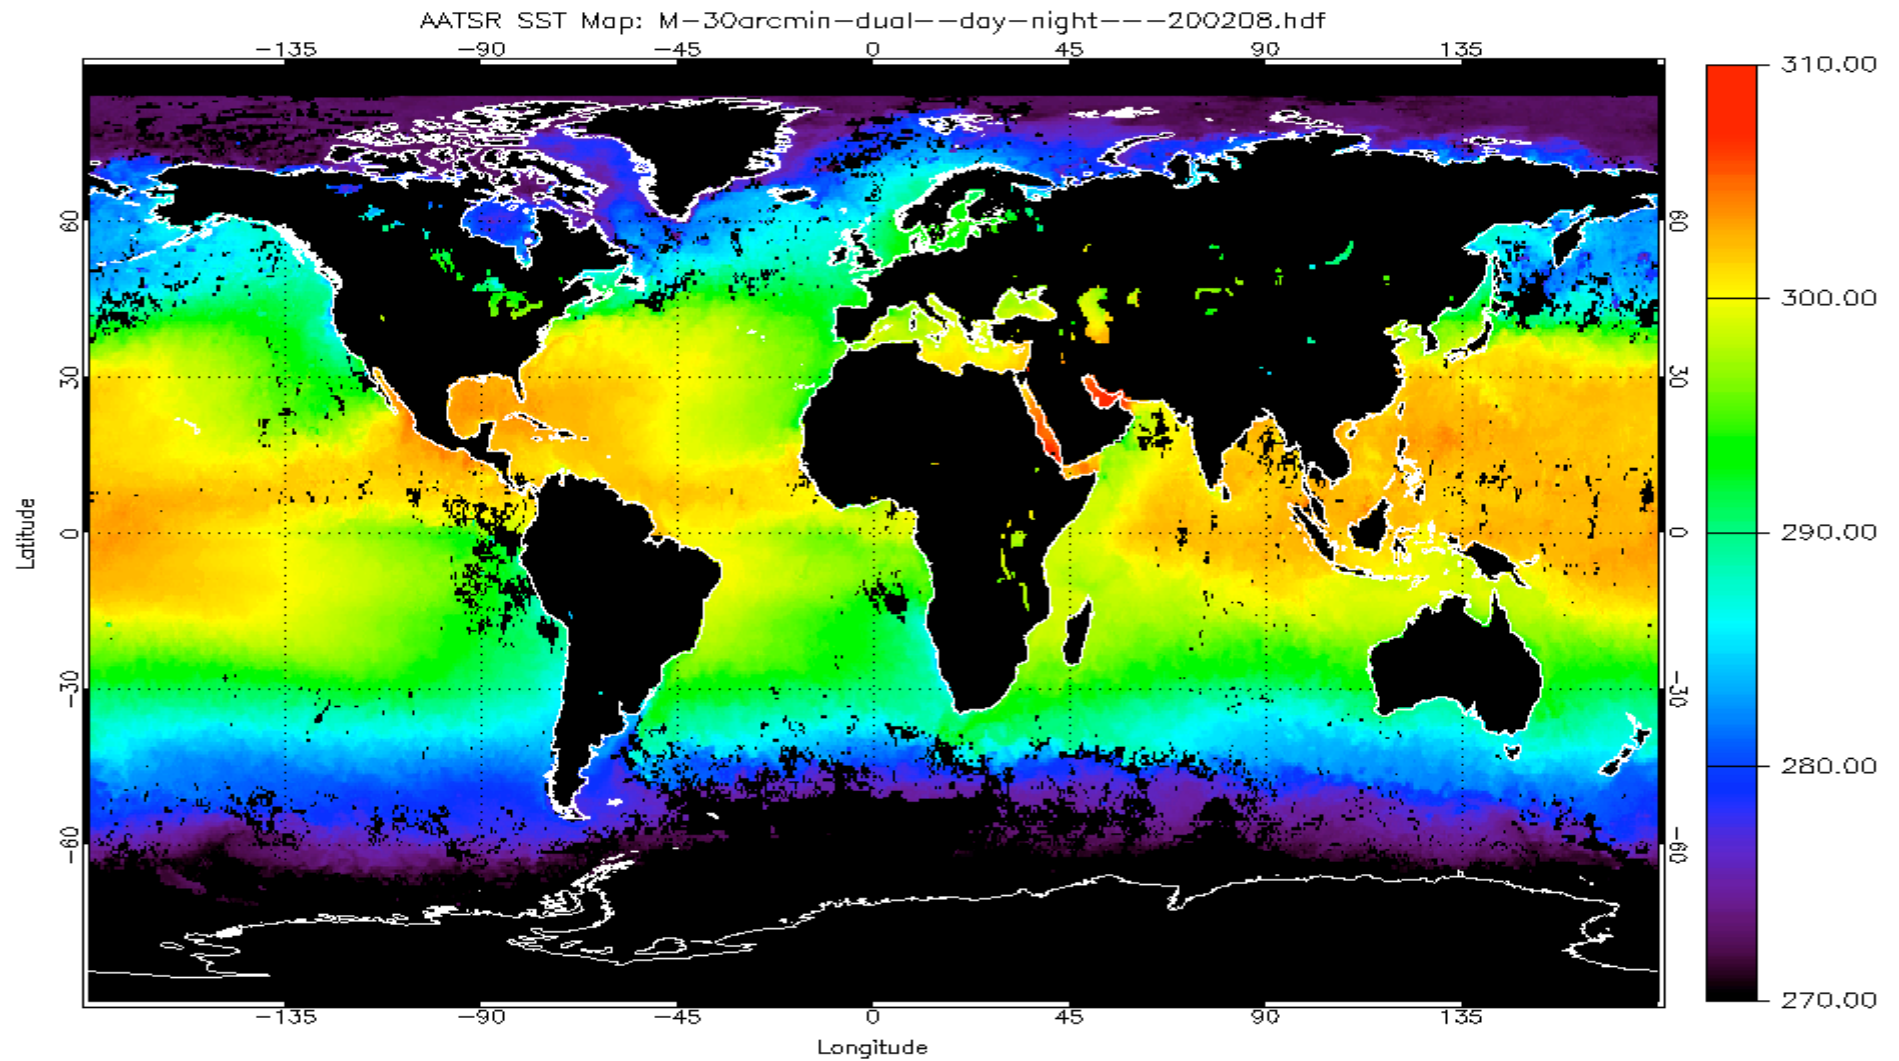 AATSR SST Map: M-30arcmin-dual--day-night---200208.hdf
-135 -90 -45 0 45 90 135
310.00
60 60
300.00
30 30
Latitude
0 0
290.00
-30 -30
280.00
-60 -60
270.00
-135 -90 -45 0 45 90 135
Longitude